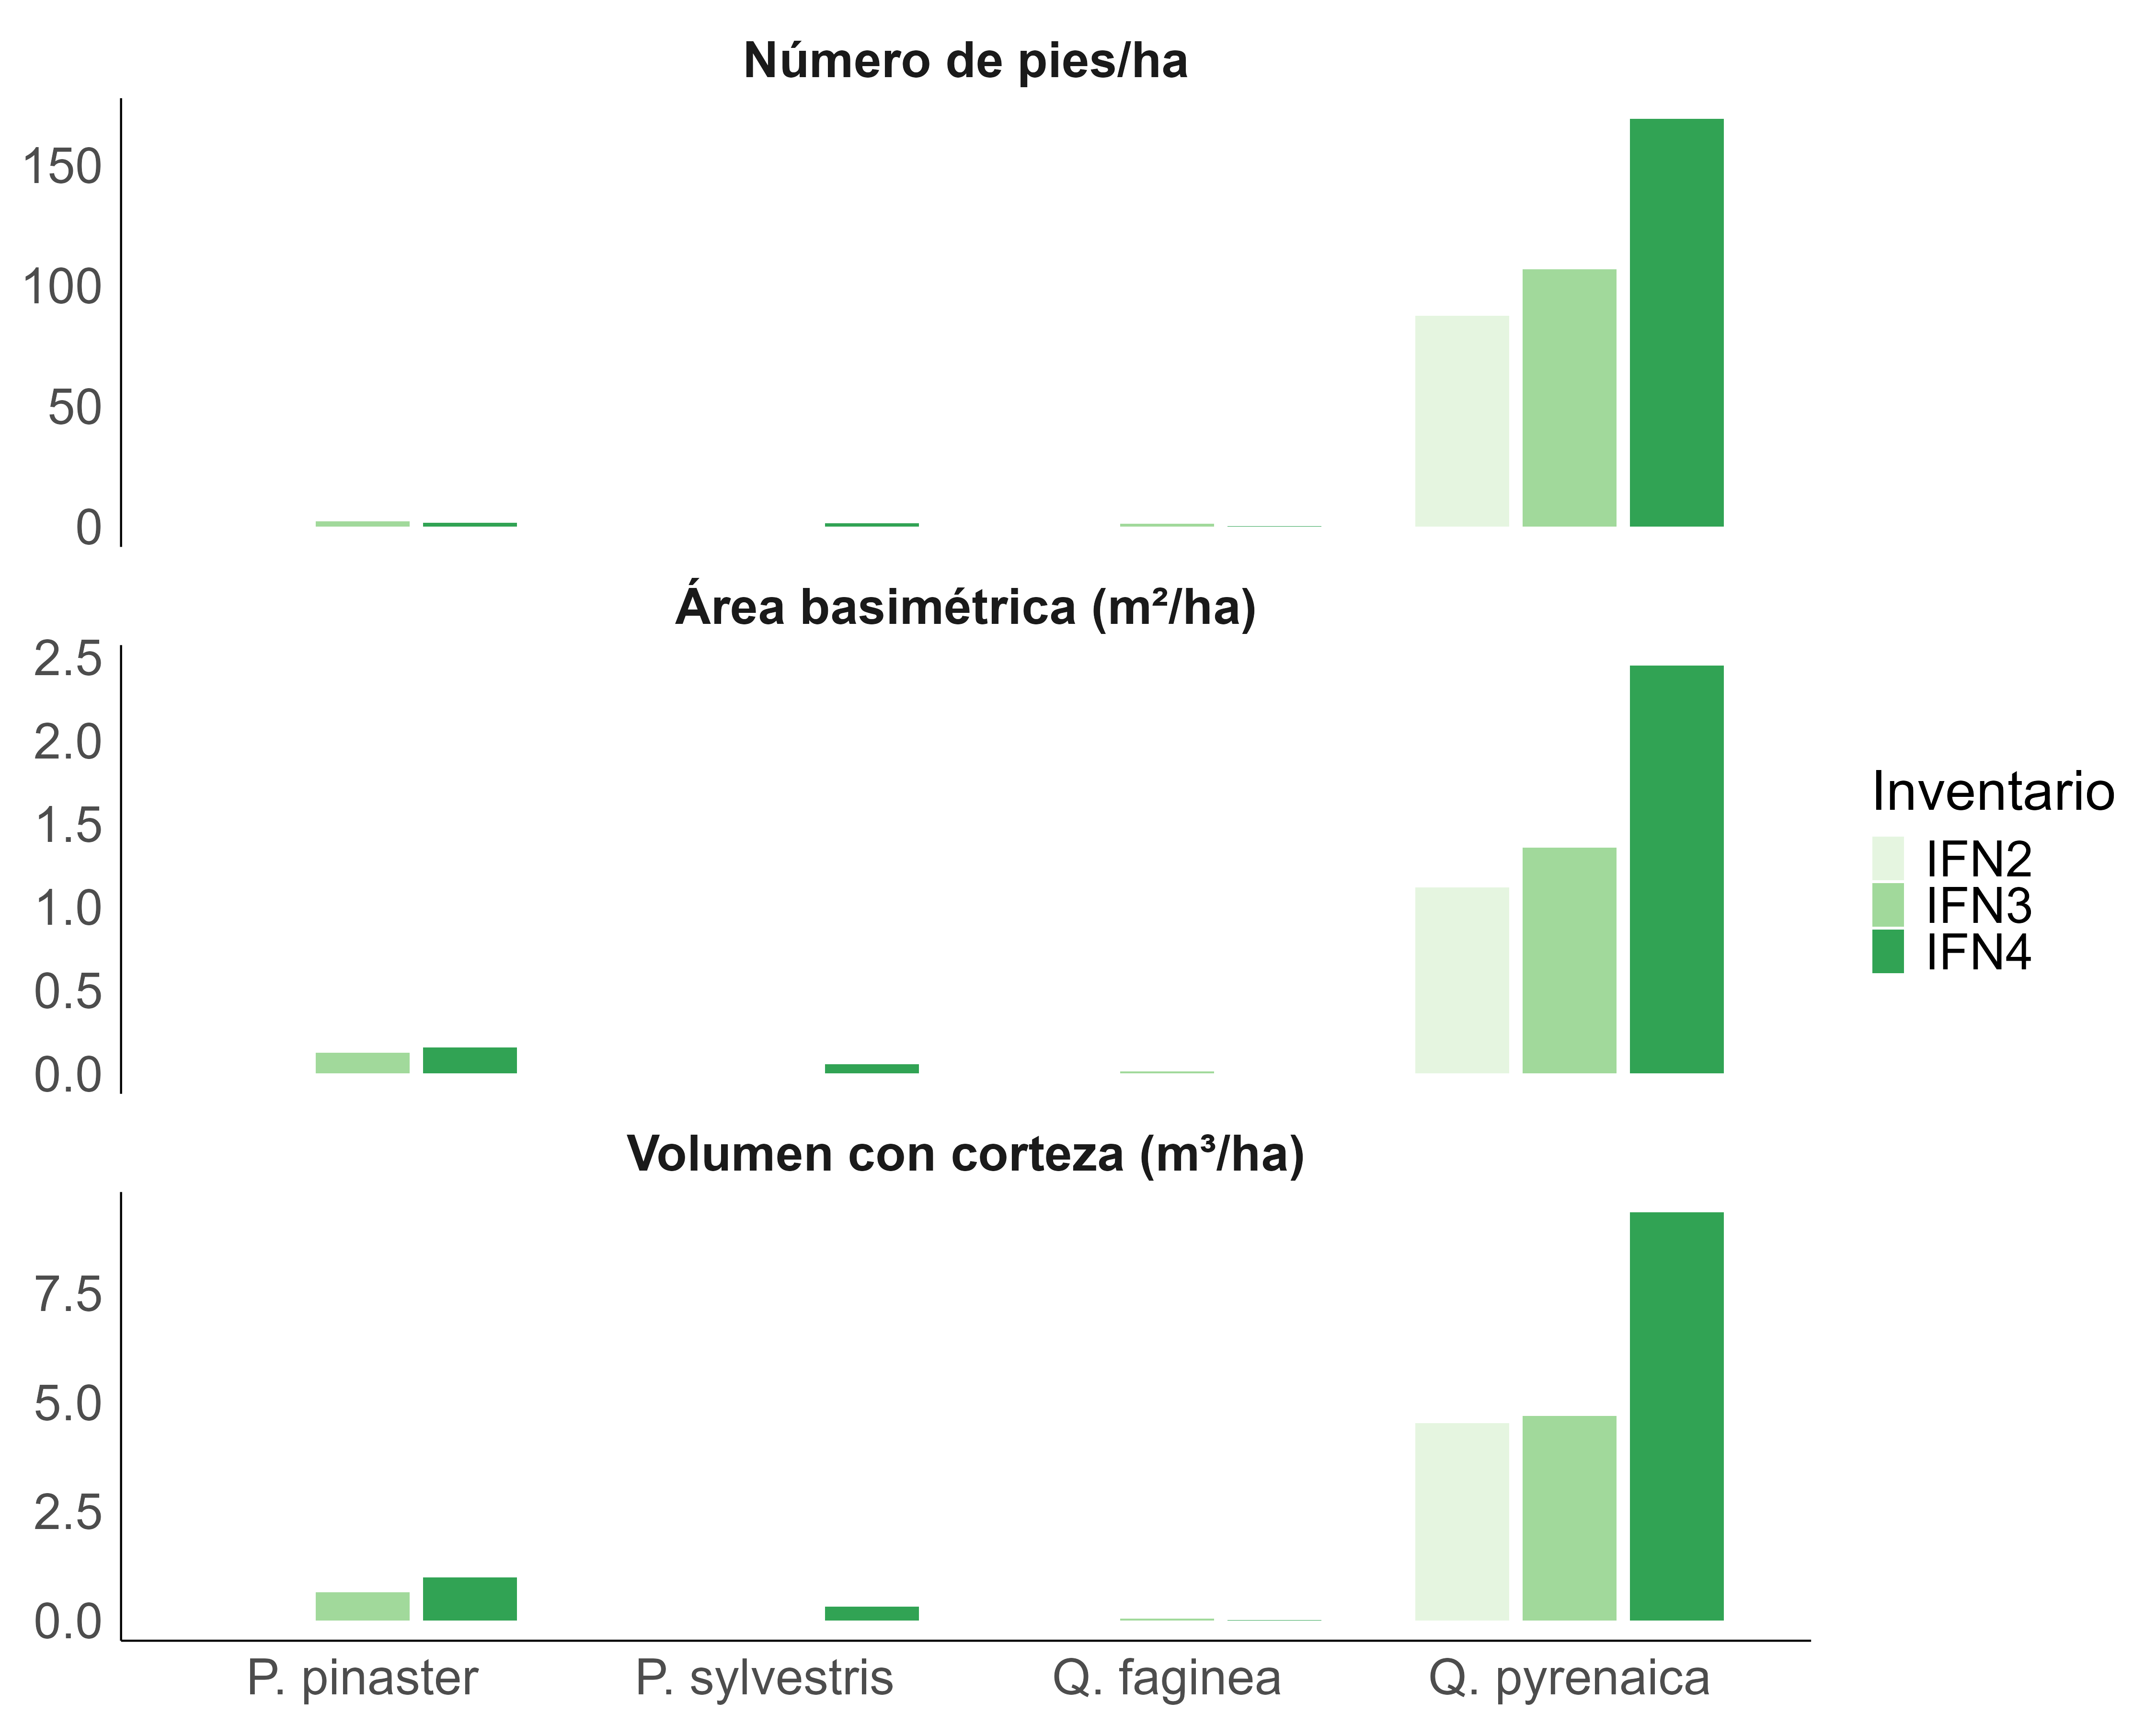 Número de pies/ha
150
100
50
0
Área basimétrica (m²/ha)
2.5
2.0
1.5
1.0
0.5
0.0
Inventario
IFN2
IFN3
IFN4
Volumen con corteza (m³/ha)
7.5
5.0
2.5
0.0
P. pinaster P. sylvestris Q. faginea Q. pyrenaica